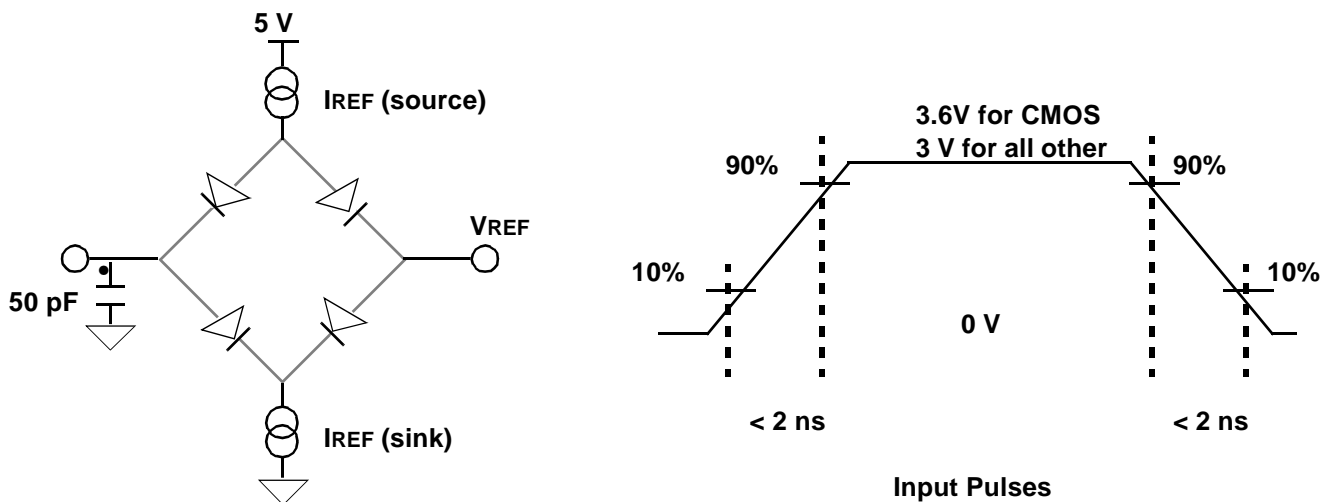 5 V
IREF (source)
VREF
50 pF
IREF (sink)
3.6V for CMOS
3 V for all other
90%
90%
10%
10%
0 V
< 2 ns
< 2 ns
Input Pulses